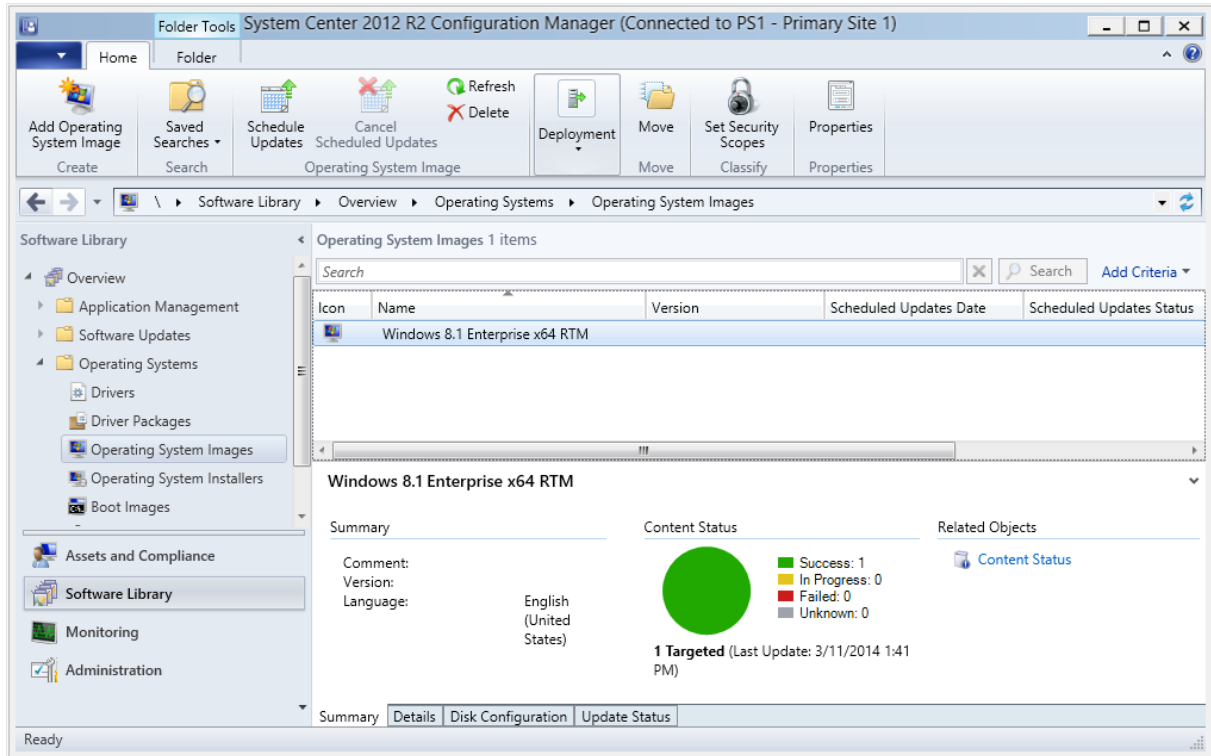 Folder Tools System Center 2012 R2 Configuration Manager (Connected to PS1 - Primary Site 1)
Home Folder
Add Operating System Image
Saved Searches
Schedule Updates
Cancel Scheduled Updates
Refresh
Delete
Deployment
Move
Set Security Scopes
Properties
Create Search Operating System Image Move Classify Properties
\ Software Library Overview Operating Systems Operating System Images
Software Library
Overview
Application Management
Software Updates
Operating Systems
Drivers
Driver Packages
Operating System Images
Operating System Installers
Boot Images
Assets and Compliance
Software Library
Monitoring
Administration
Operating System Images 1 items
Search Search Add Criteria
Icon Name Version Scheduled Updates Date Scheduled Updates Status
Windows 8.1 Enterprise x64 RTM
Windows 8.1 Enterprise x64 RTM
Summary
Comment:
Version:
Language: English
(United
States)
Content Status
Success: 1
In Progress: 0
Failed: 0
Unknown: 0
1 Targeted (Last Update: 3/11/2014 1:41
PM)
Related Objects
Content Status
Summary Details Disk Configuration Update Status
Ready